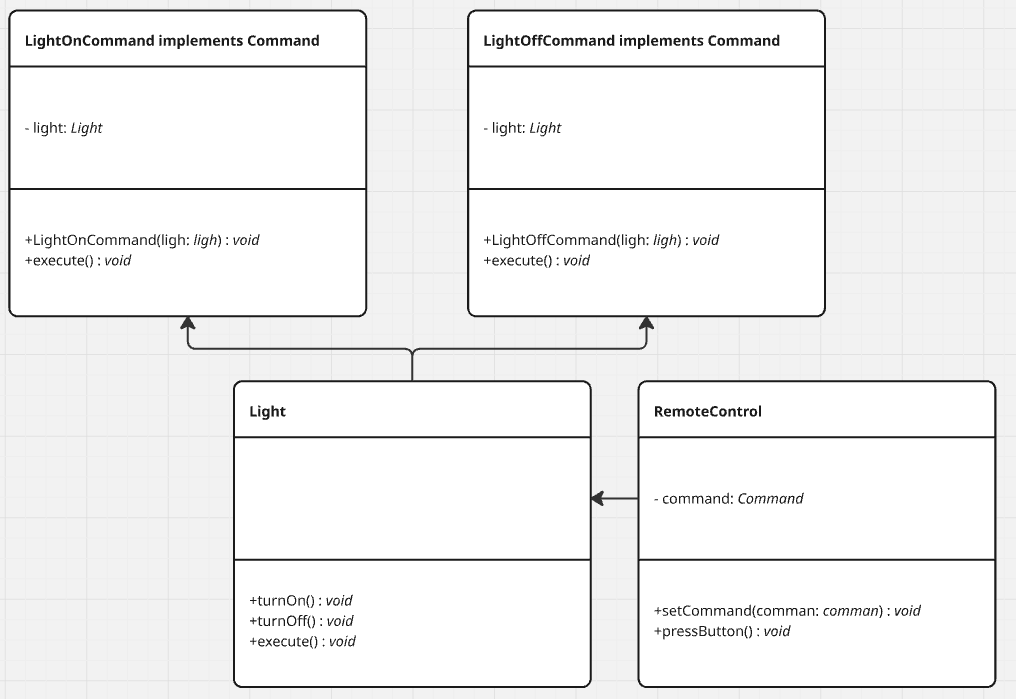 LightOnCommand implements Command
- light: Light
+LightOnCommand(ligh: ligh) : void
+execute() : void
LightOffCommand implements Command
- light: Light
+LightOffCommand(ligh: ligh) : void
+execute() : void
Light
+turnOn() : void
+turnOff() : void
+execute() : void
RemoteControl
- command: Command
+setCommand(comman: comman) : void
+pressButton() : void